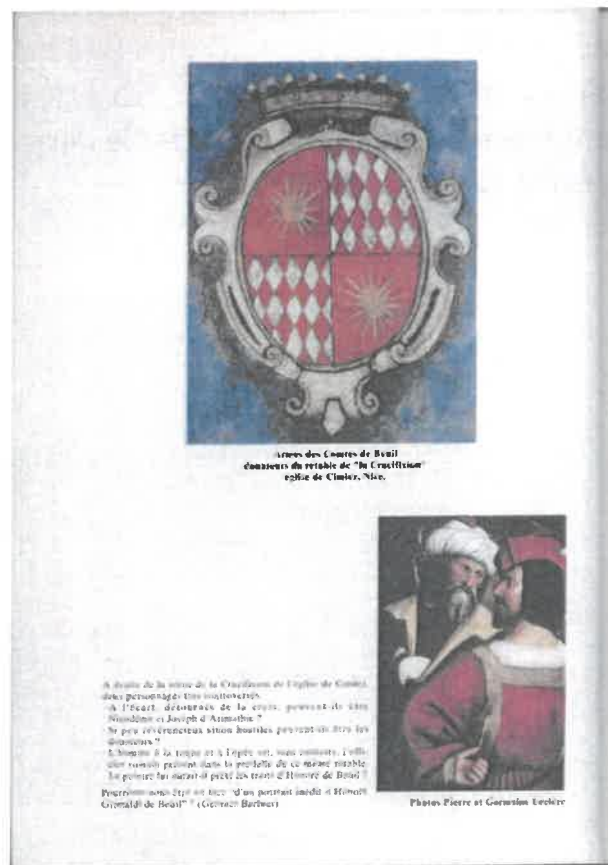 Armes des Comtes de Beuil
donateurs du retable de "la Crucifixion"
eglise de Cimiez, Nice.
A droite de la scène de la Crucifixion de l'église de Cimiez,
deux personnages très controversés.
A l'écart, détournés de la croix, peuvent-ils être
Nicodème et Joseph d'Arimathie ?
Si peu révérencieux sinon hostiles peuvent-ils être les
donateurs ?
L'homme à la toque et à l'épée est, sans conteste, l'offi-
cier romain présent dans la predelle de ce même retable.
Le peintre lui aurait-il prêté les traits d'Honoré de Beuil ?
Pourrions-nous être en face "d'un portrait inédit d'Honoré
Grimaldi de Beuil" ? (Georges Barbier)
Photos Pierre et Germaine Leclerc